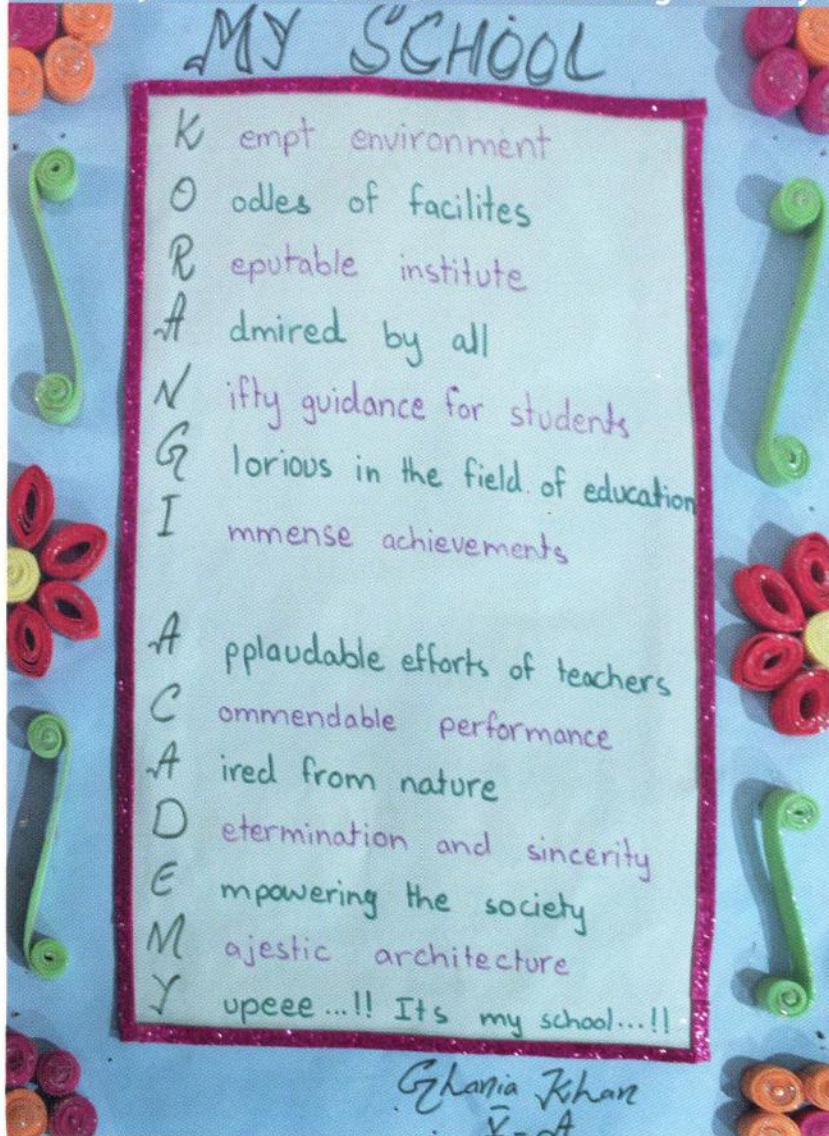 MY SCHOOL
K empt environment
O odles of facilites
R eputable institute
A dmired by all
N ifty guidance for students
G lorious in the field of education
I mmense achievements
A pplaudable efforts of teachers
C ommendable performance
A ired from nature
D etermination and sincerity
E mpowering the society
M ajestic architecture
Y upeee...!! Its my school...!!
Ghania Khan
V-A